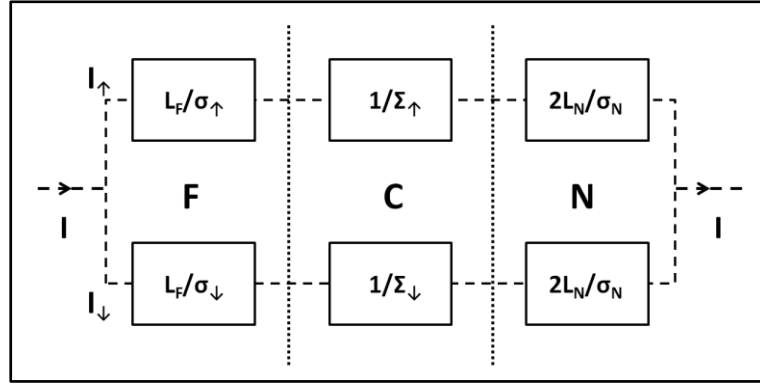 I↑ L_F/σ↑ 1/Σ↑ 2L_N/σ_N
F C N
I I
I↓ L_F/σ↓ 1/Σ↓ 2L_N/σ_N